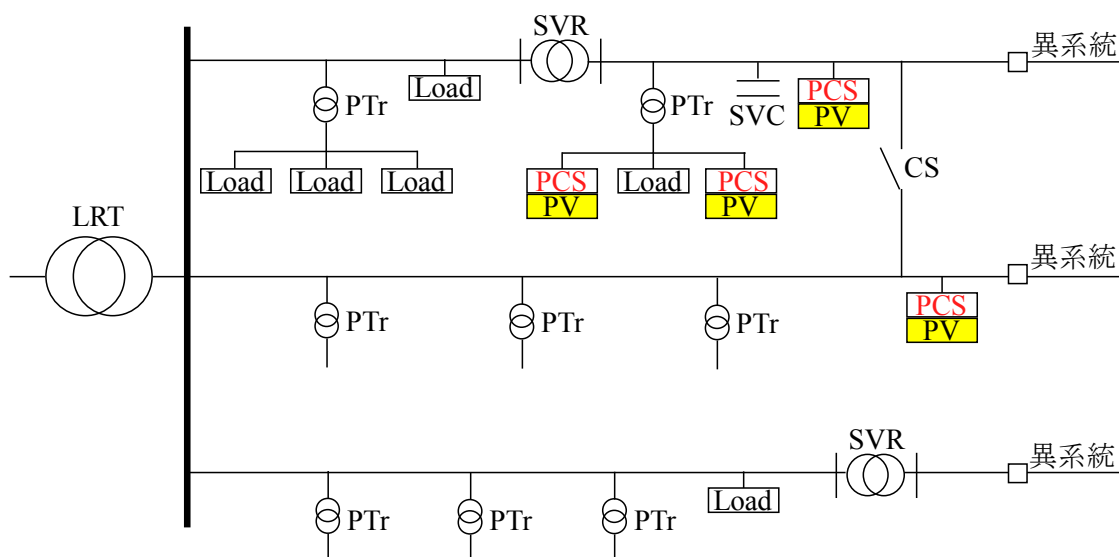 SVR
異系統
Load
PTr
PTr
SVC
PCS
PV
Load
Load
Load
PCS
PV
Load
PCS
PV
CS
LRT
異系統
PTr
PTr
PTr
PCS
PV
SVR
異系統
Load
PTr
PTr
PTr